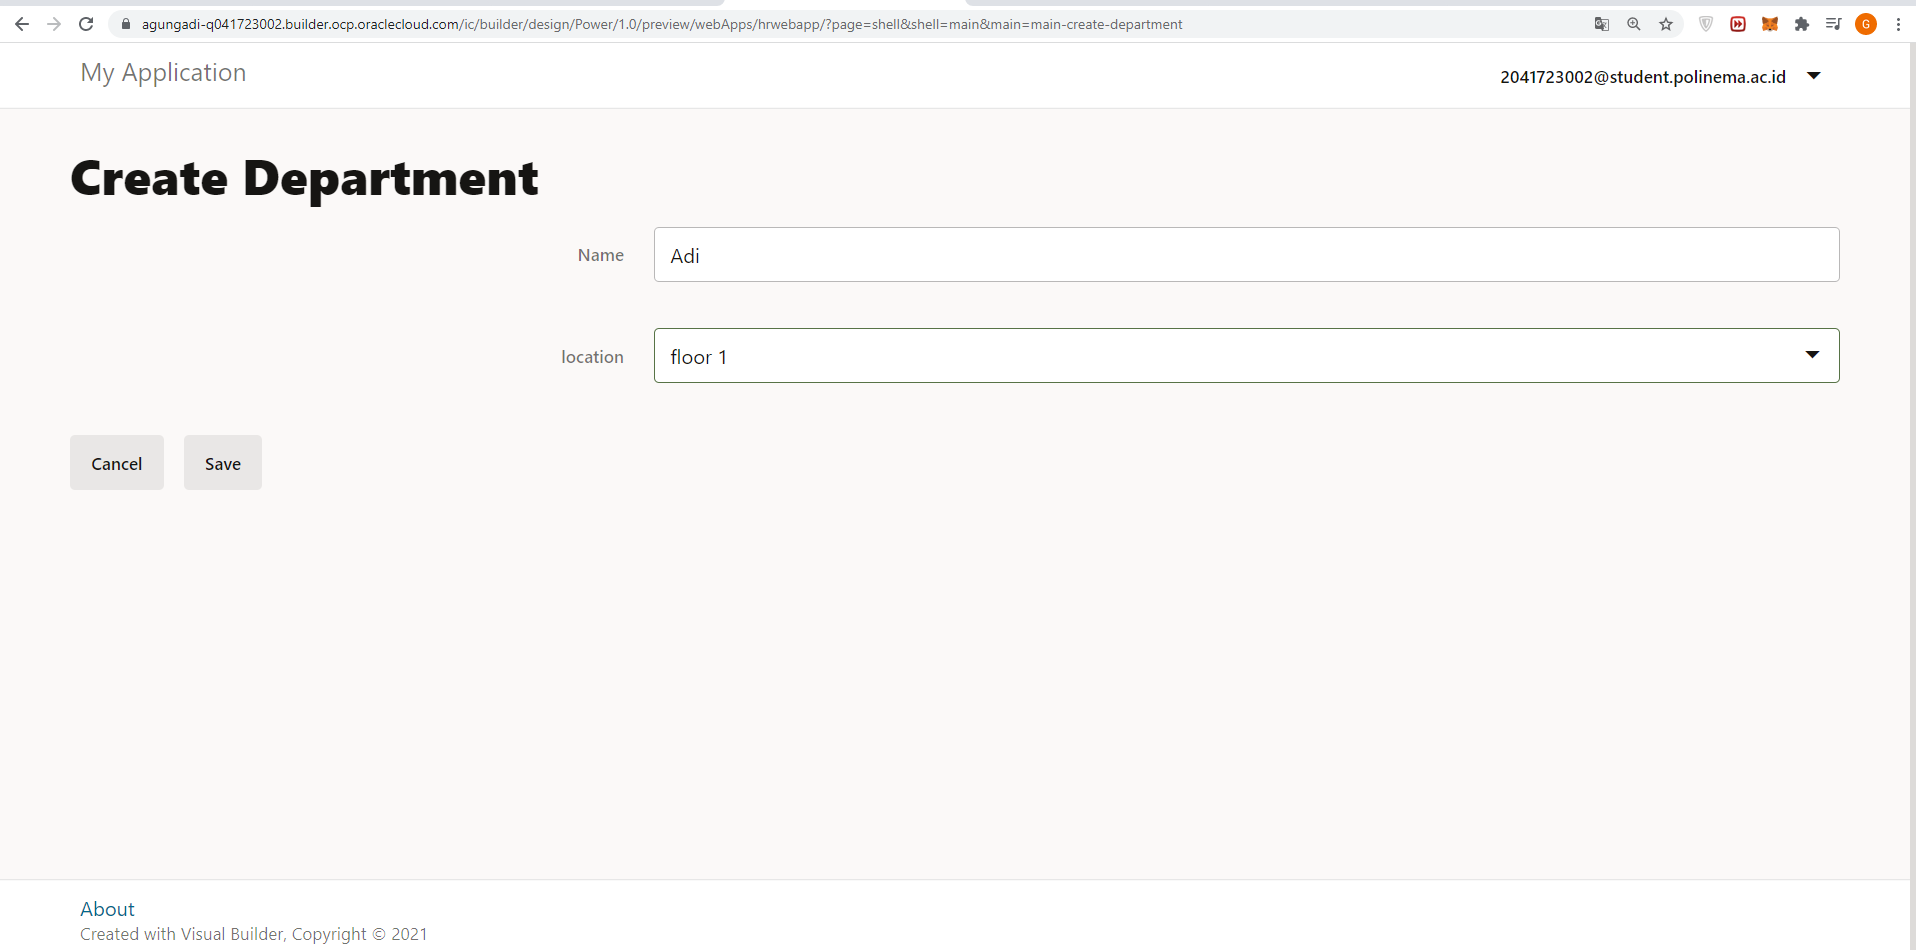 agungadi-q041723002.builder.ocp.oraclecloud.com/ic/builder/design/Power/1.0/preview/webApps/hrwebapp/?page=shell&shell=main&main=main-create-department
G
My Application
2041723002@student.polinema.ac.id
Create Department
Name
Adi
location
floor 1
Cancel
Save
About
Created with Visual Builder, Copyright © 2021